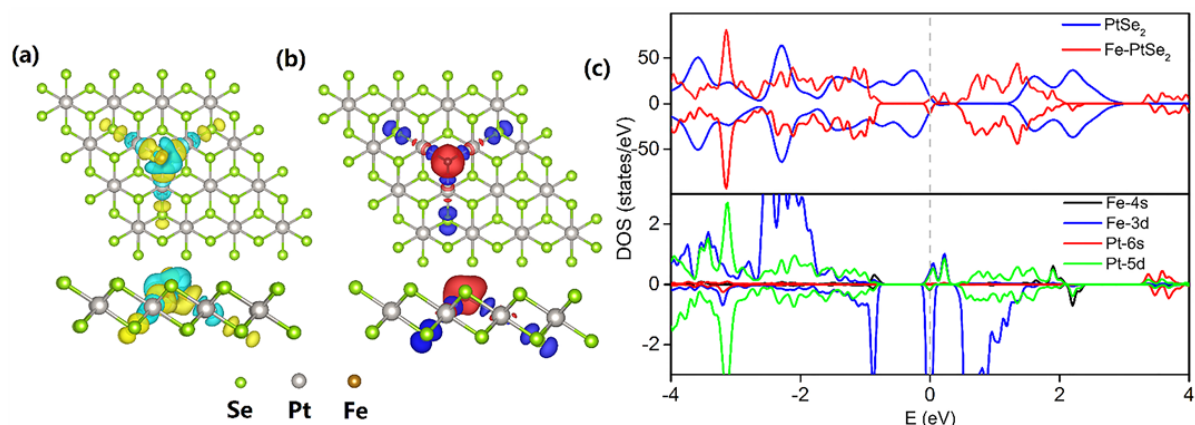 (a)
(b)
Se Pt Fe
(c)
PtSe₂
Fe-PtSe₂
50
0
-50
DOS (states/eV)
Fe-4s
Fe-3d
Pt-6s
Pt-5d
2
0
-2
-4 -2 0 2 4
E (eV)